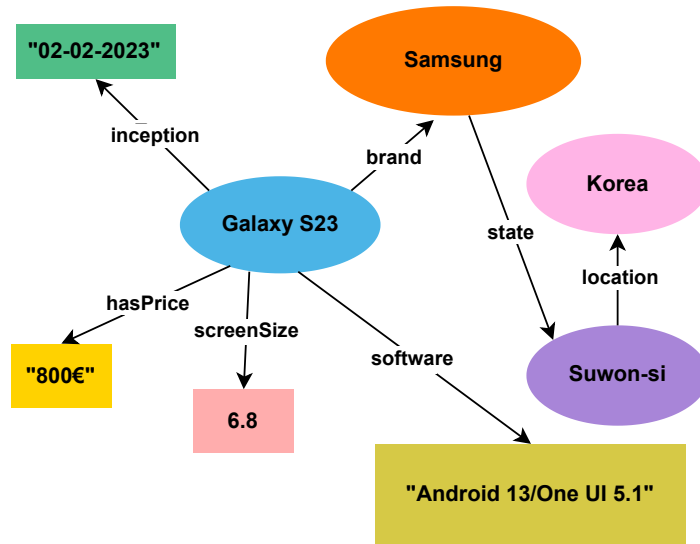 "02-02-2023"
Samsung
inception
brand
Korea
Galaxy S23
state
location
hasPrice
screenSize
software
"800€"
Suwon-si
6.8
"Android 13/One UI 5.1"